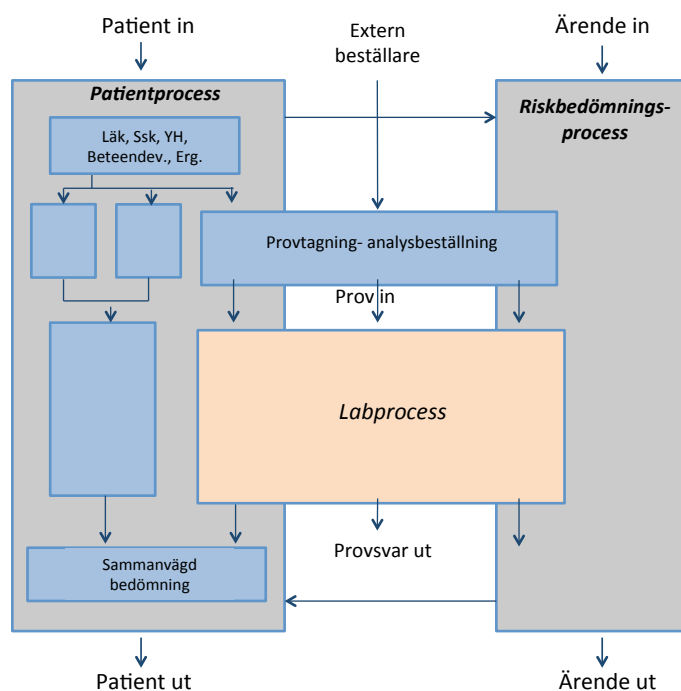 Patient in
Extern
beställare
Ärende in
Patientprocess
Riskbedömnings-
process
Läk, Ssk, YH,
Beteendev., Erg.
Provtagning- analysbeställning
Prov in
Labprocess
Provsvar ut
Sammanvägd
bedömning
Patient ut
Ärende ut